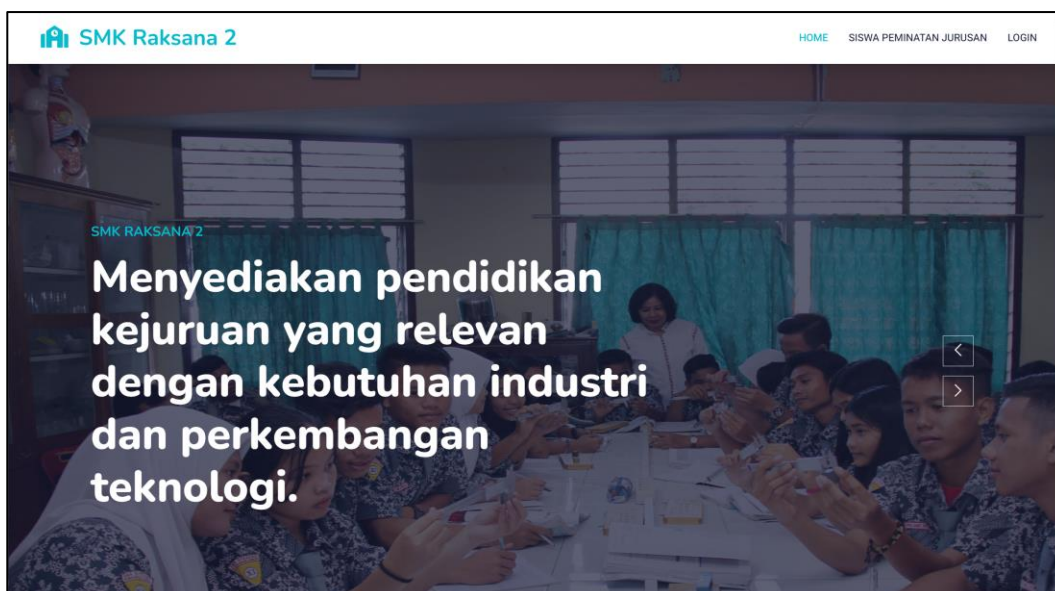 SMK Raksana 2
HOME SISWA PEMINATAN JURUSAN LOGIN
SMK RAKSANA 2
Menyediakan pendidikan
kejuruan yang relevan
dengan kebutuhan industri
dan perkembangan
teknologi.